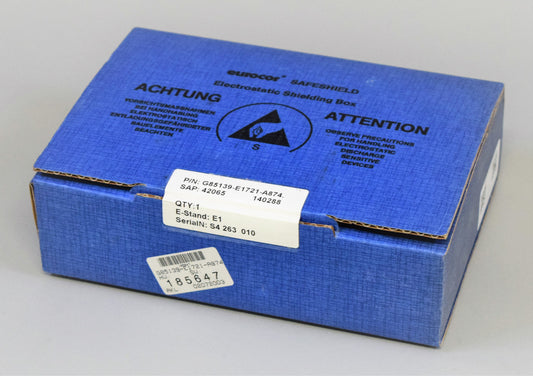 eurocor® SAFESHIELD
Electrostatic Shielding Box
ACHTUNG
VORSICHTSMASSNAHMEN
BEI HANDHABUNG
ELEKTROSTATISCH
ENTLADUNGSGEFÄHRDETER
BAUELEMENTE
BEACHTEN
S
ATTENTION
OBSERVE PRECAUTIONS
FOR HANDLING
ELECTROSTATIC
DISCHARGE
SENSITIVE
DEVICES
P/N: G85139-E1721-A874.
SAP: 42065 140288
QTY:1
E-Stand: E1
SerialN: S4 263 010
G85139-E1721-A874
185647
02072003